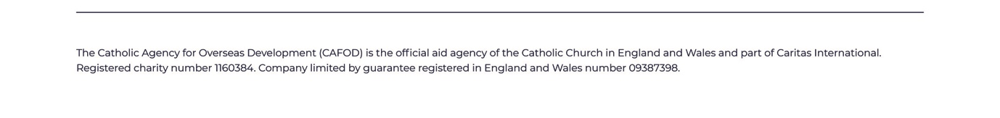 The Catholic Agency for Overseas Development (CAFOD) is the official aid agency of the Catholic Church in England and Wales and part of Caritas International.
Registered charity number 1160384. Company limited by guarantee registered in England and Wales number 09387398.